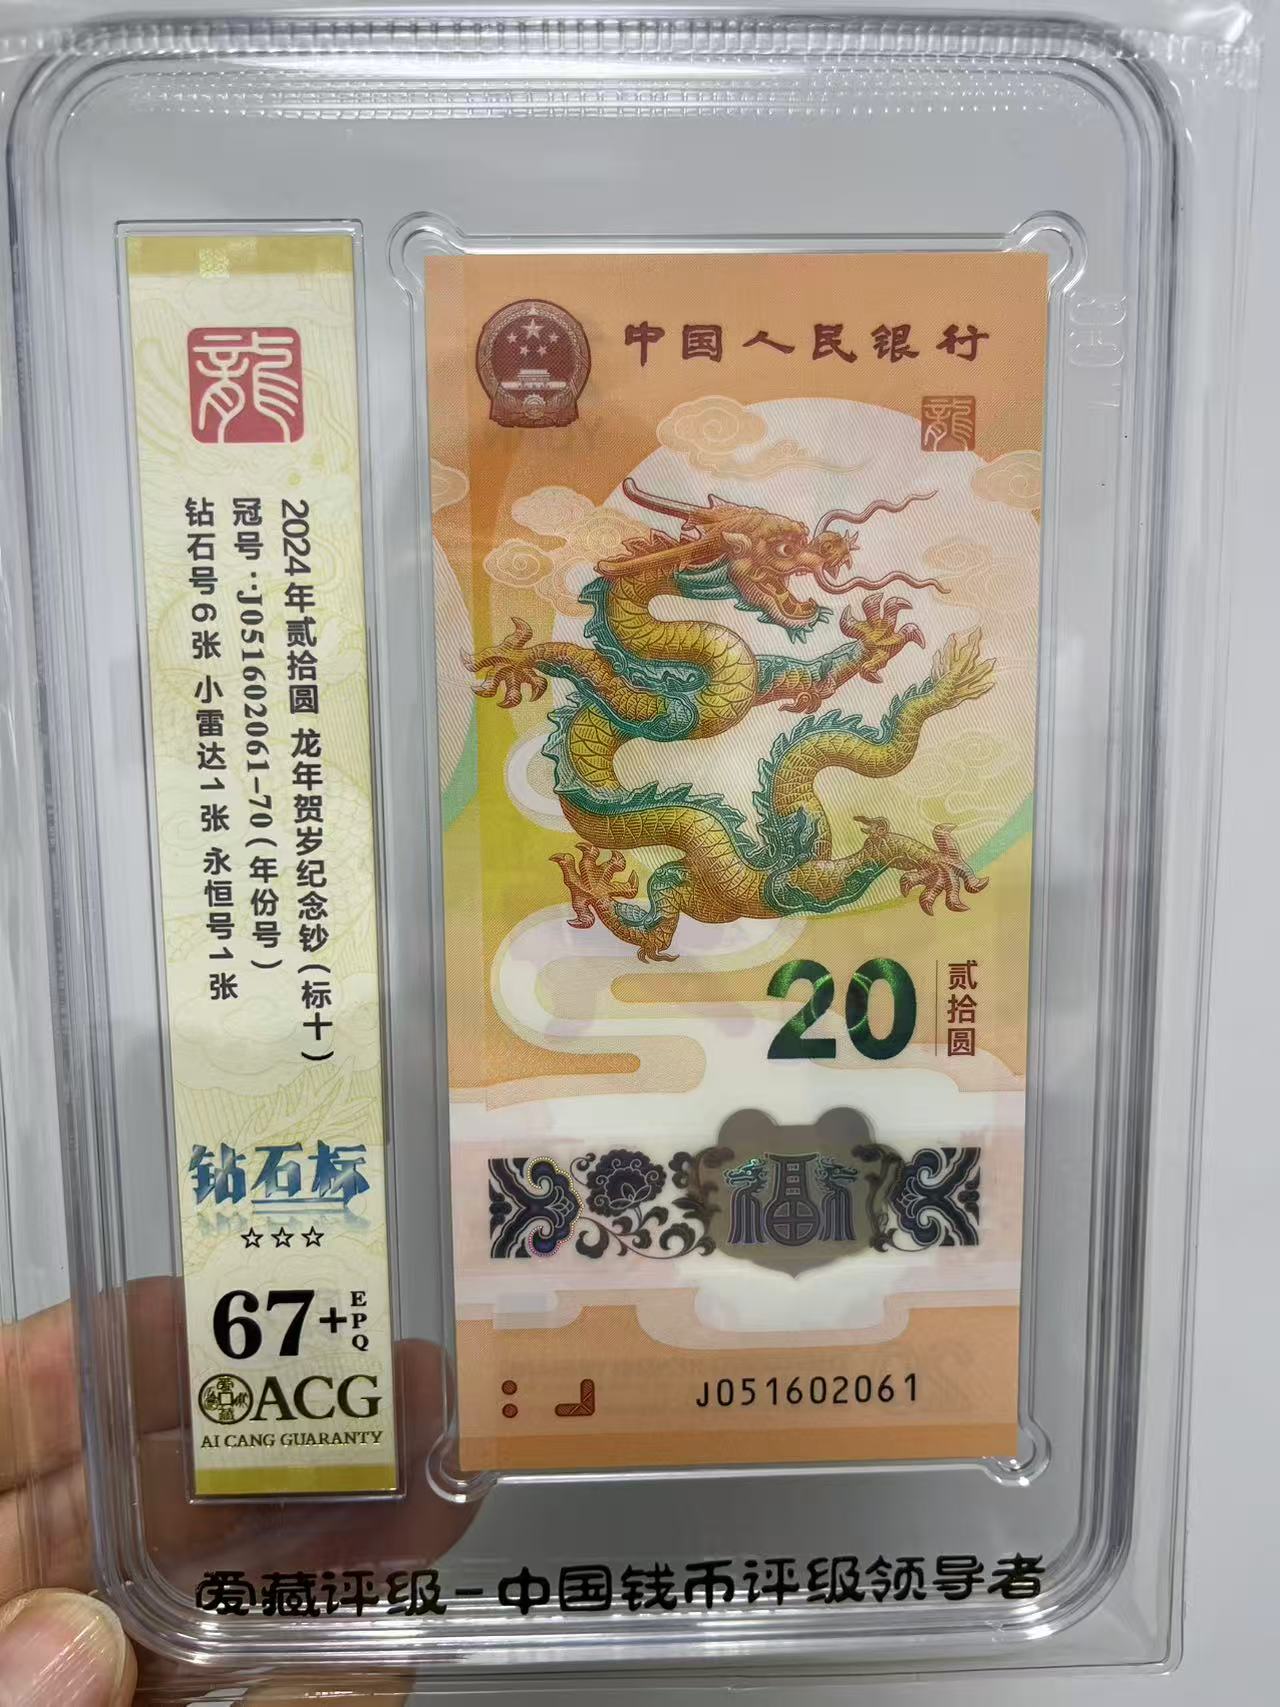 龍
2024年贰拾圆 龙年贺岁纪念钞(标十)
冠号:J051602061-70(年份号)
钻石号6张 小雷达1张 永恒号1张
钻石标
☆☆☆
67+EPQ
ACG
AI CANG GUARANTY
中国人民银行
龍
20
贰拾圆
福
J051602061
爱藏评级-中国钱币评级领导者